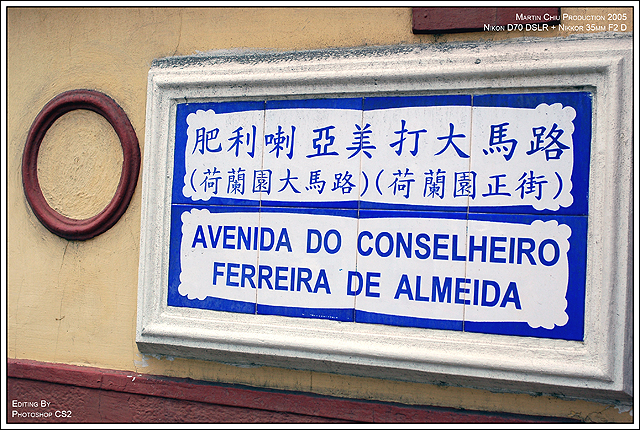 Martin Chiu Production 2005
Nikon D70 DSLR + Nikkor 35mm F2 D
肥利喇亞美打大馬路
(荷蘭園大馬路)(荷蘭園正街)
AVENIDA DO CONSELHEIRO
FERREIRA DE ALMEIDA
Editing By
Photoshop CS2